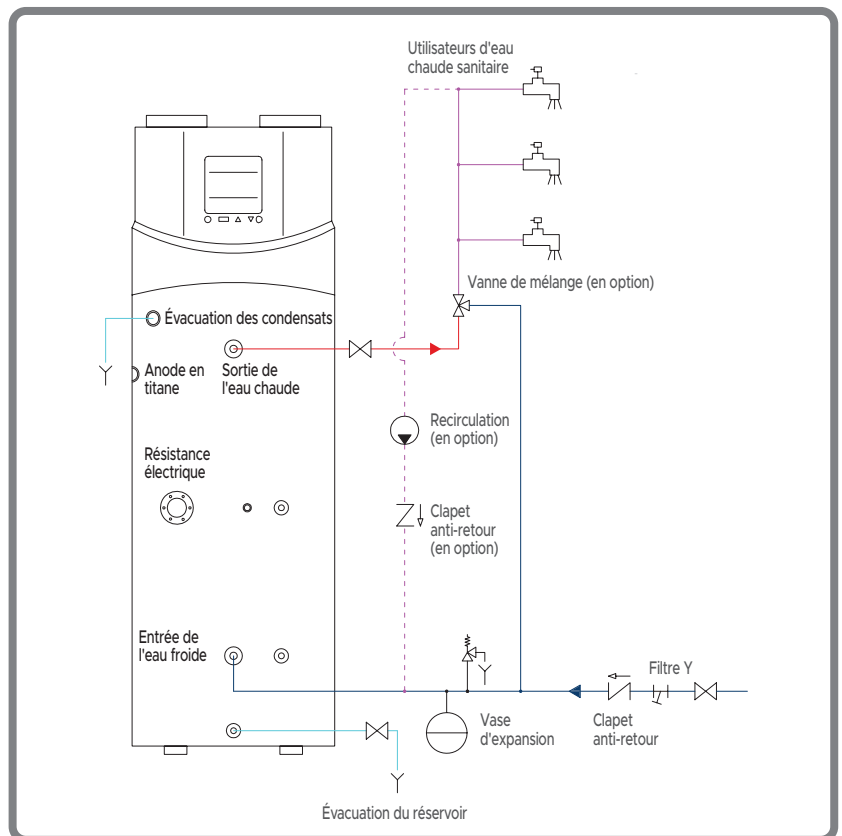 Utilisateurs d'eau
chaude sanitaire
Vanne de mélange (en option)
Évacuation des condensats
Anode en
titane
Sortie de
l'eau chaude
Recirculation
(en option)
Résistance
électrique
Clapet
anti-retour
(en option)
Entrée de
l'eau froide
Filtre Y
Vase
d'expansion
Clapet
anti-retour
Évacuation du réservoir